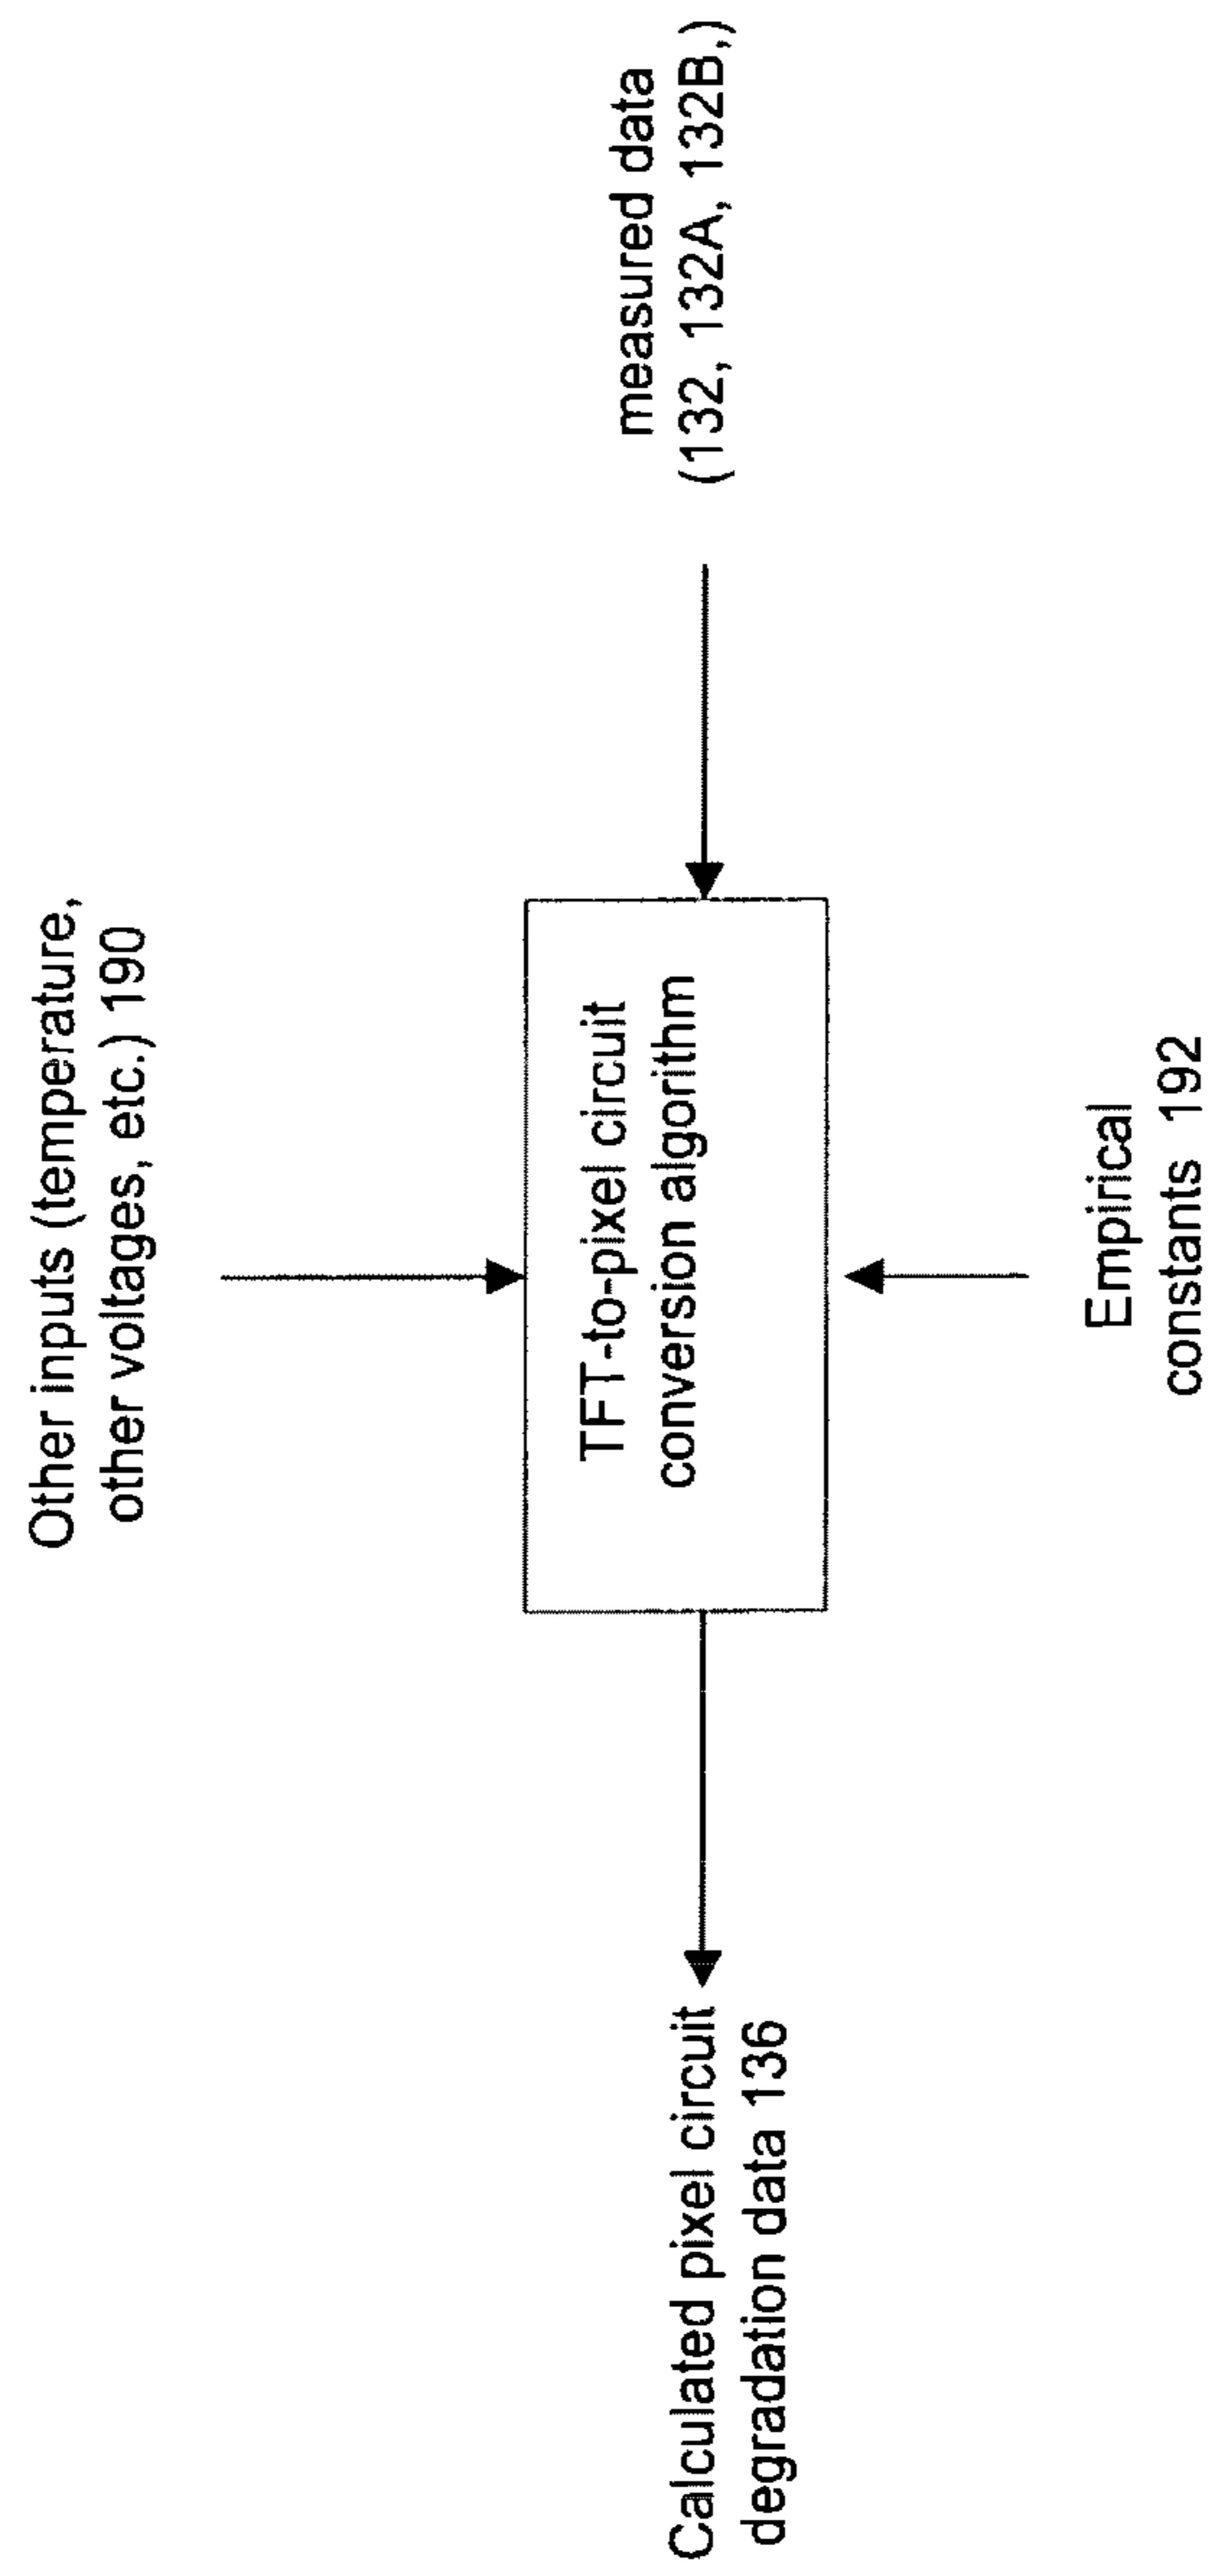 Other inputs (temperature,
other voltages, etc.) 190
measured data
(132, 132A, 132B,)
TFT-to-pixel circuit
conversion algorithm
Calculated pixel circuit
degradation data 136
Empirical
constants 192